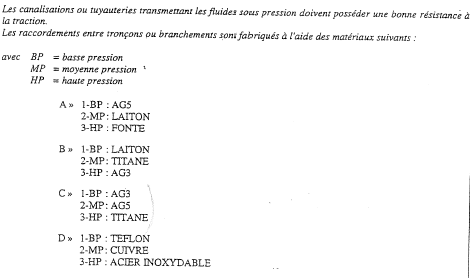 Les canalisations ou tuyauteries transmettant les fluides sous pression doivent posséder une bonne résistance à
la traction.
Les raccordements entre tronçons ou branchements sont fabriqués à l'aide des matériaux suivants :
avec BP = basse pression
MP = moyenne pression
HP = haute pression
A» 1-BP : AG5
2-MP: LAITON
3-HP : FONTE
B» 1-BP : LAITON
2-MP: TITANE
3-HP : AG3
C» 1-BP : AG3
2-MP: AG5
3-HP : TITANE
D» 1-BP : TEFLON
2-MP: CUIVRE
3-HP : ACIER INOXYDABLE